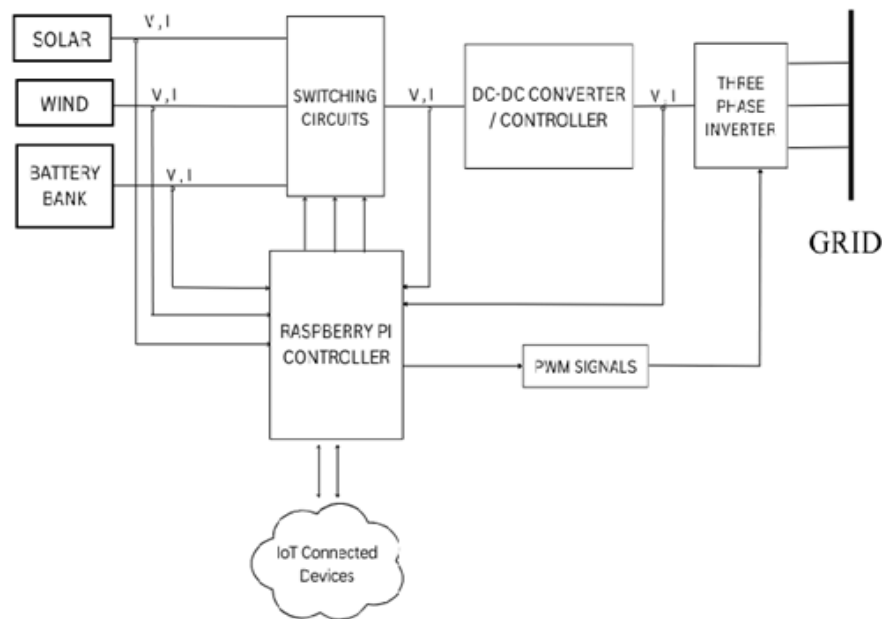 V,I
SOLAR
V,I
WIND
V,I
BATTERY
BANK
SWITCHING
CIRCUITS
V,I
DC-DC CONVERTER
/ CONTROLLER
V,I
THREE
PHASE
INVERTER
GRID
RASPBERRY PI
CONTROLLER
PWM SIGNALS
IoT Connected
Devices